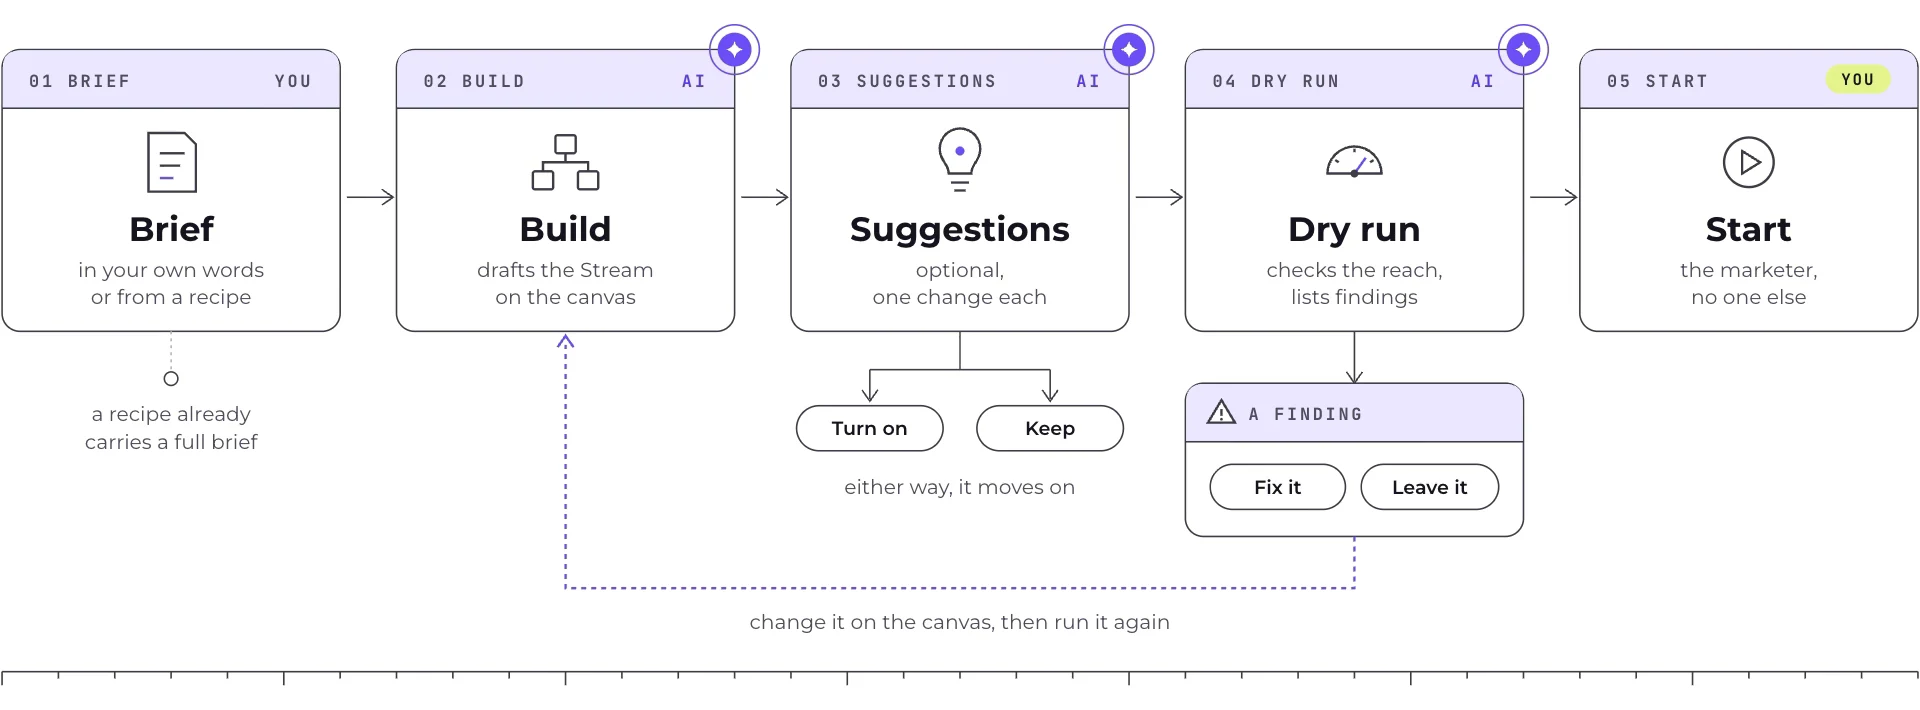 01 BRIEF YOU
Brief
in your own words
or from a recipe
a recipe already
carries a full brief
02 BUILD AI
Build
drafts the Stream
on the canvas
03 SUGGESTIONS AI
Suggestions
optional,
one change each
Turn on
Keep
either way, it moves on
04 DRY RUN AI
Dry run
checks the reach,
lists findings
A FINDING
Fix it
Leave it
change it on the canvas, then run it again
05 START YOU
Start
the marketer,
no one else